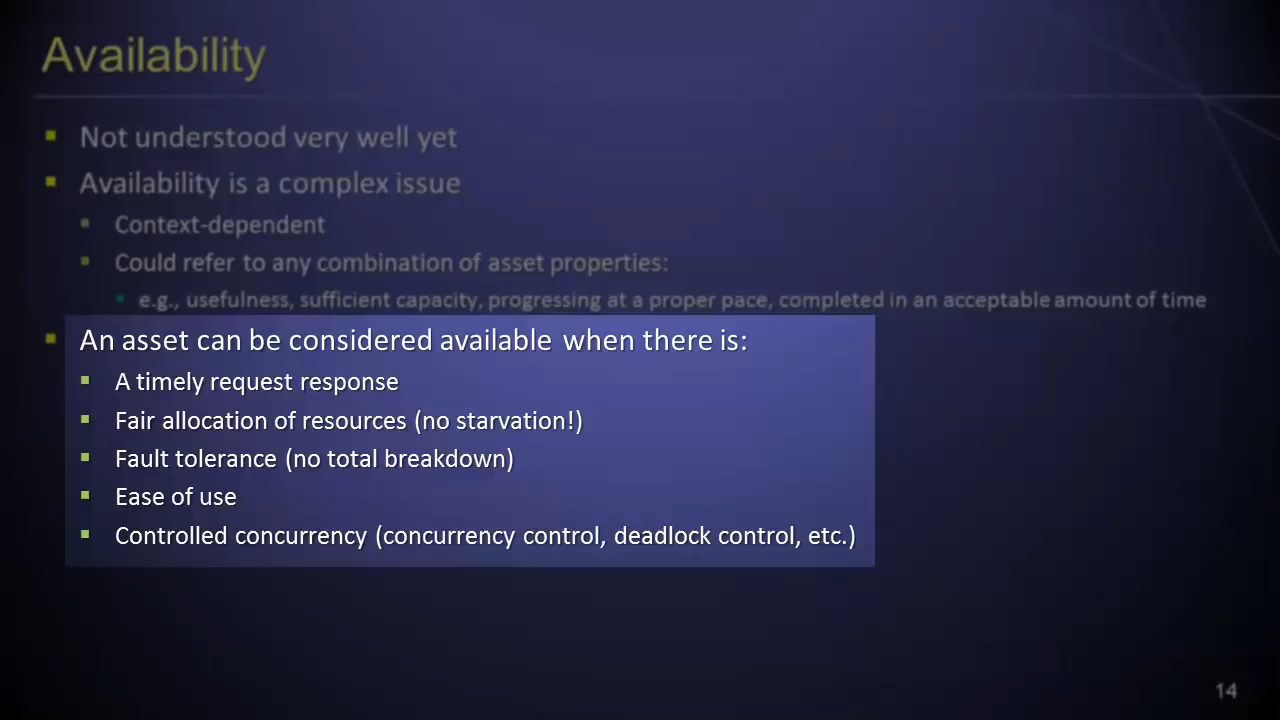 Availability
Not understood very well yet
Availability is a complex issue
Context-dependent
Could refer to any combination of asset properties:
e.g., usefulness, sufficient capacity, progressing at a proper pace, completed in an acceptable amount of time
An asset can be considered available when there is:
A timely request response
Fair allocation of resources (no starvation!)
Fault tolerance (no total breakdown)
Ease of use
Controlled concurrency (concurrency control, deadlock control, etc.)
14